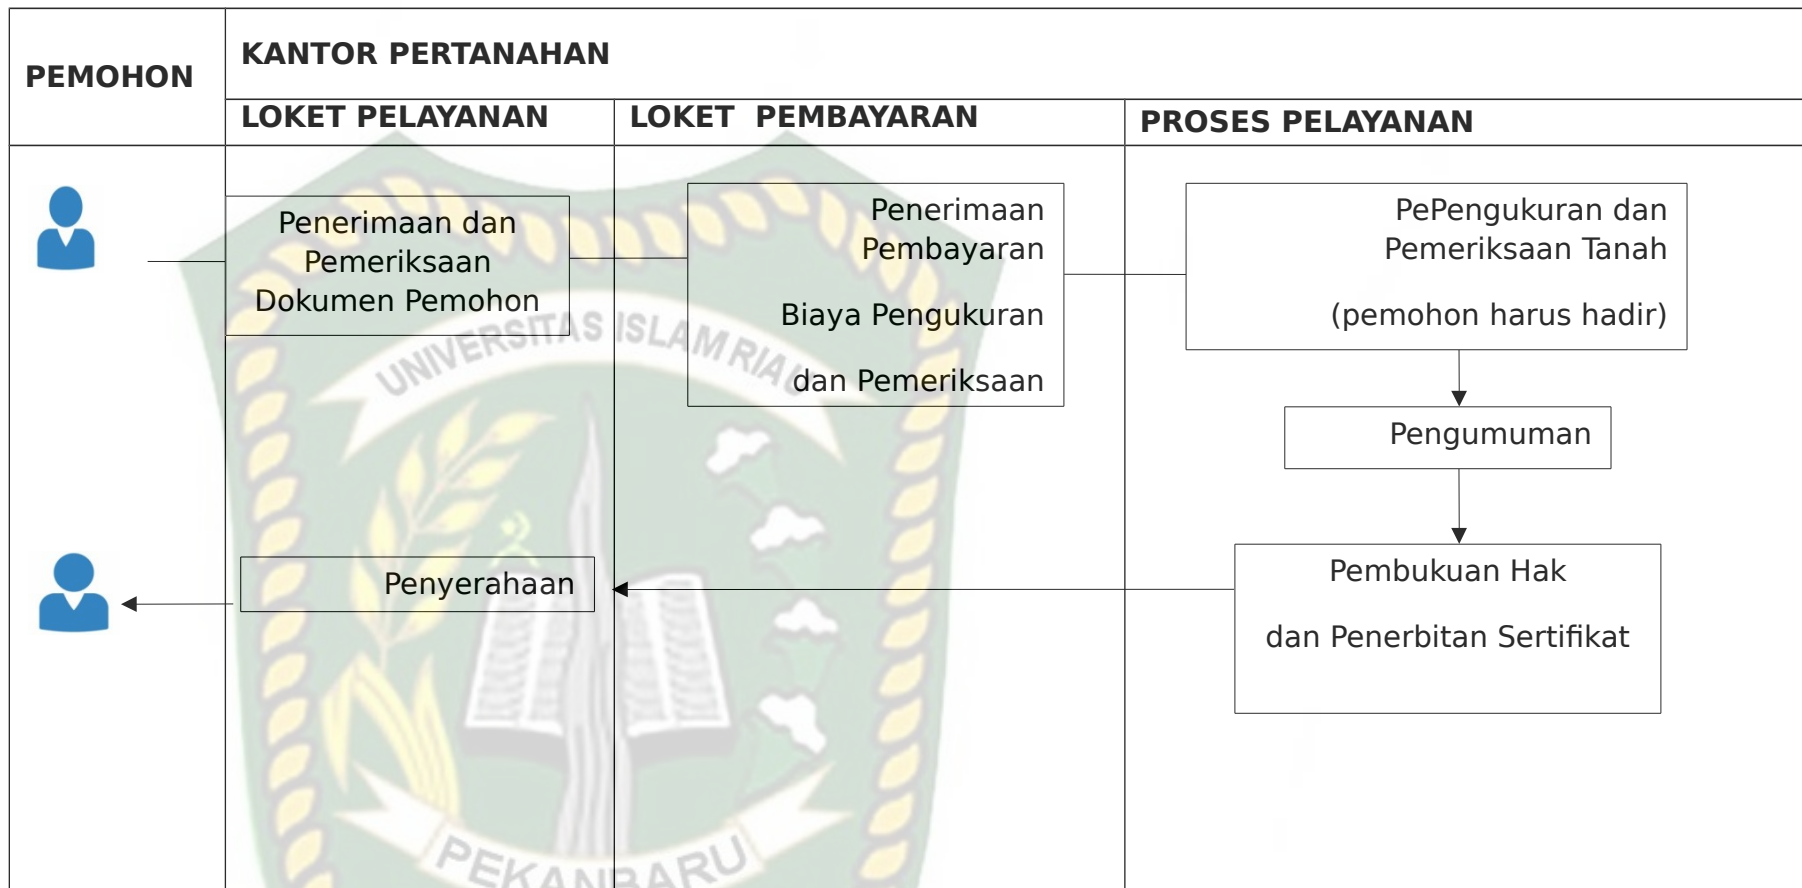 PEMOHON
KANTOR PERTANAHAN
LOKET PELAYANAN
LOKET PEMBAYARAN
PROSES PELAYANAN
Penerimaan dan
Pemeriksaan
Dokumen Pemohon
Penerimaan
Pembayaran
Biaya Pengukuran
dan Pemeriksaan
PePengukuran dan
Pemeriksaan Tanah
(pemohon harus hadir)
Pengumuman
Pembukuan Hak
dan Penerbitan Sertifikat
Penyerahaan
UNIVERSITAS ISLAM RIAU
PEKANBARU